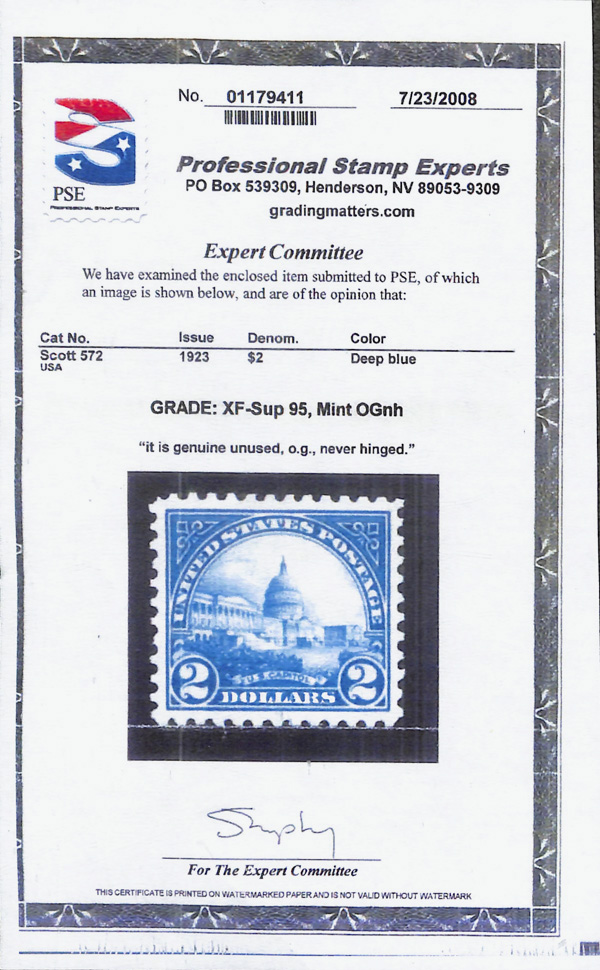 No. 01179411 7/23/2008
PSE
PROFESSIONAL STAMP EXPERTS
Professional Stamp Experts
PO Box 539309, Henderson, NV 89053-9309
gradingmatters.com
Expert Committee
We have examined the enclosed item submitted to PSE, of which
an image is shown below, and are of the opinion that:
Cat No. Issue Denom. Color
Scott 572 1923 $2 Deep blue
USA
GRADE: XF-Sup 95, Mint OGnh
“it is genuine unused, o.g., never hinged.”
UNITED STATES POSTAGE
U.S. CAPITOL
2 DOLLARS 2
For The Expert Committee
THIS CERTIFICATE IS PRINTED ON WATERMARKED PAPER AND IS NOT VALID WITHOUT WATERMARK